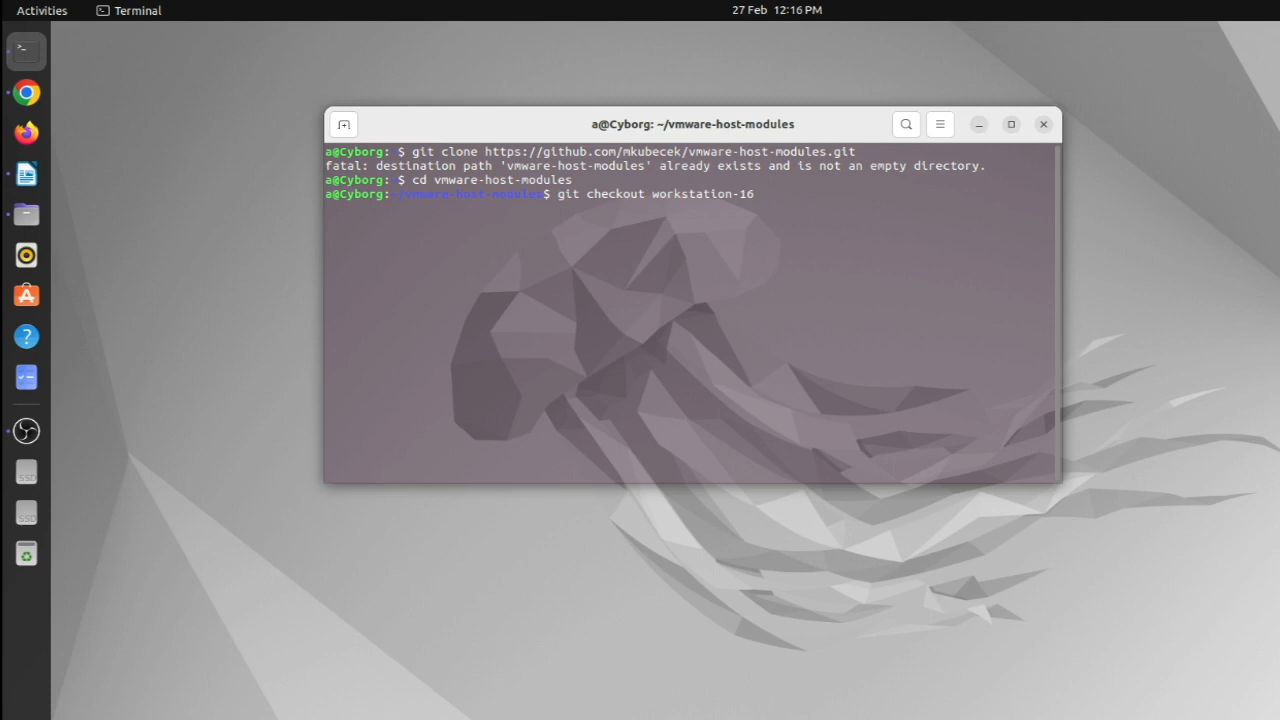 Activities
Terminal
27 Feb 12:16 PM
a@Cyborg: ~/vmware-host-modules
a@Cyborg:~$ git clone https://github.com/mkubecek/vmware-host-modules.git
fatal: destination path 'vmware-host-modules' already exists and is not an empty directory.
a@Cyborg:~$ cd vmware-host-modules
a@Cyborg:~/vmware-host-modules$ git checkout workstation-16
SSD
SSD